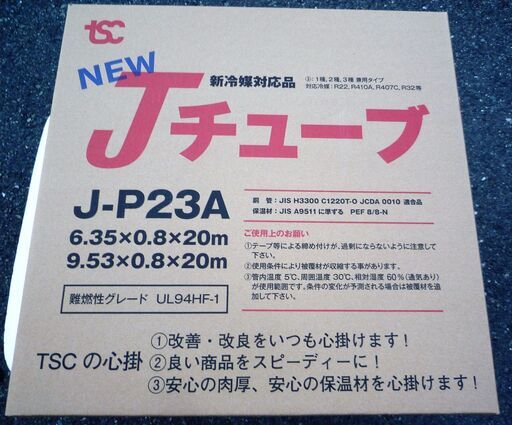 tsc
NEW
Jチューブ
新冷媒対応品
③:1種、2種、3種 兼用タイプ
対応冷媒:R22, R410A, R407C, R32等
J-P23A
6.35×0.8×20m
9.53×0.8×20m
難燃性グレード UL94HF-1
銅 管:JIS H3300 C1220T-O JCDA 0010 適合品
保温材:JIS A9511に準ずる PEF 8/8-N
ご使用上のお願い
①テープ等による締め付けが、過剰にならないように注意して
下さい。
②使用条件により被覆材が収縮する事があります。
③管内温度 5℃、周囲温度 30℃、相対湿度 60%(通気あり)
が使用範囲です。条件の変化が予測される場合は被覆材を追
加して下さい。
TSCの心掛
①改善・改良をいつも心掛けます!
②良い商品をスピーディーに!
③安心の肉厚、安心の保温材を心掛けます!